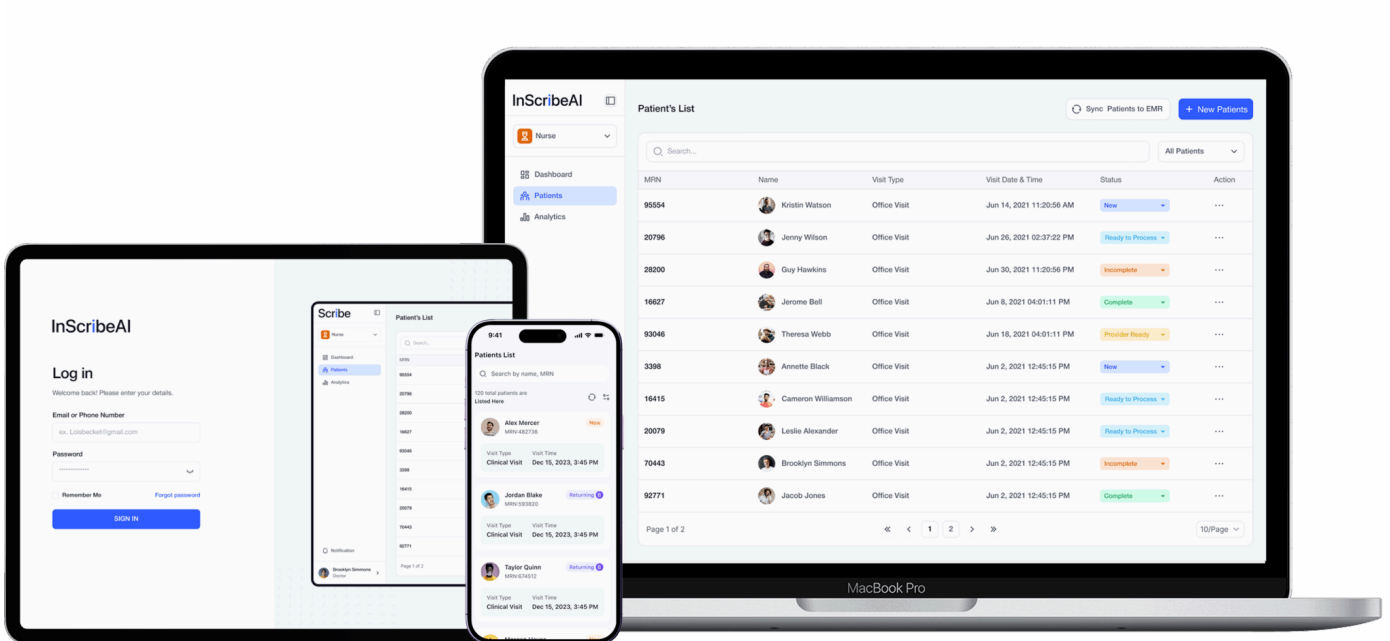 InScribeAI
Nurse
Dashboard
Patients
Analytics
Patient's List
Sync Patients to EMR
+ New Patients
Search...
All Patients
MRN Name Visit Type Visit Date & Time Status Action
95554 Kristin Watson Office Visit Jun 14, 2021 11:20:56 AM New ...
20796 Jenny Wilson Office Visit Jun 26, 2021 02:37:22 PM Ready to Process ...
28200 Guy Hawkins Office Visit Jun 30, 2021 11:20:56 PM Incomplete ...
16627 Jerome Bell Office Visit Jun 8, 2021 04:01:11 PM Complete ...
93046 Theresa Webb Office Visit Jun 18, 2021 04:01:11 PM Provider Ready ...
3398 Annette Black Office Visit Jun 2, 2021 12:45:15 PM New ...
16415 Cameron Williamson Office Visit Jun 2, 2021 12:45:15 PM Ready to Process ...
20079 Leslie Alexander Office Visit Jun 2, 2021 12:45:15 PM Ready to Process ...
70443 Brooklyn Simmons Office Visit Jun 2, 2021 12:45:15 PM Incomplete ...
92771 Jacob Jones Office Visit Jun 2, 2021 12:45:15 PM Complete ...
Page 1 of 2 « ‹ 1 2 › » 10/Page
MacBook Pro
InScribeAI
Log in
Welcome back! Please enter your details.
Email or Phone Number
ex. Loisbecket@gmail.com
Password
Remember Me Forgot password
SIGN IN
Scribe
Nurse
Dashboard
Patients
Analytics
Notification
Brooklyn Simmons
Doctor
Patient's List
Search...
MRN
95554
20796
28200
16627
93046
3398
16415
20079
70443
92771
Page 1 of 2
9:41
Patients List
Search by name, MRN
120 total patients are
Listed Here
Alex Mercer New
MRN:482736
Visit Type Visit Time
Clinical Visit Dec 15, 2023, 3:45 PM
Jordan Blake Returning
MRN:593820
Visit Type Visit Time
Clinical Visit Dec 15, 2023, 3:45 PM
Taylor Quinn Returning
MRN:674512
Visit Type Visit Time
Clinical Visit Dec 15, 2023, 3:45 PM